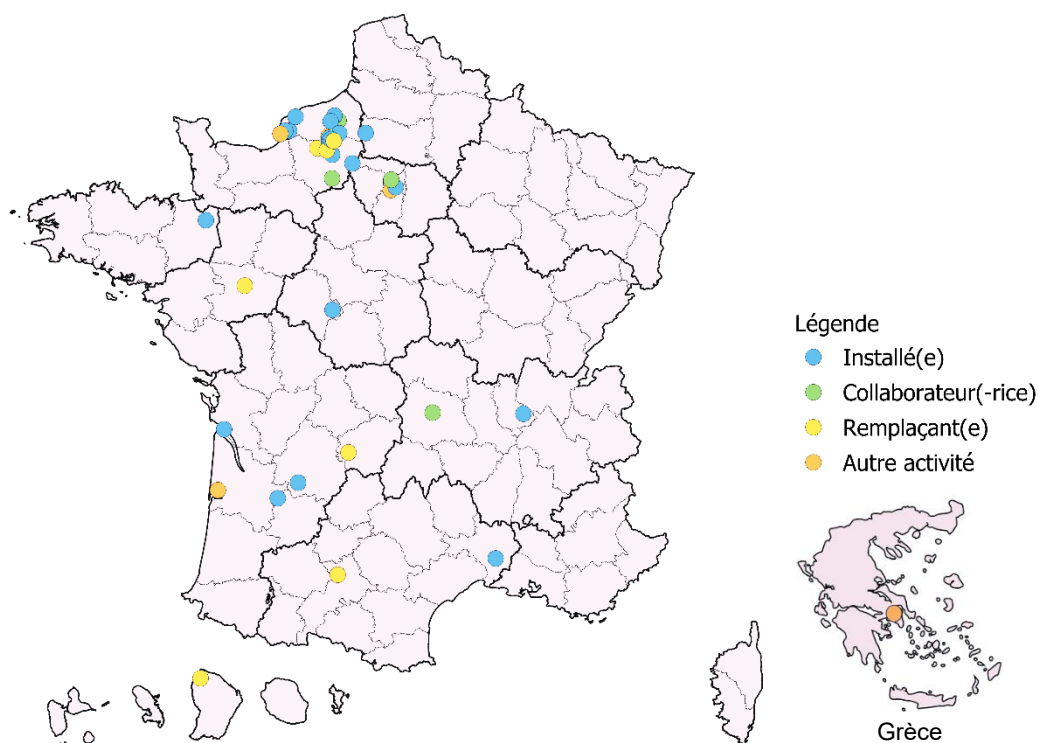 Légende
Installé(e)
Collaborateur(-rice)
Remplaçant(e)
Autre activité
Grèce